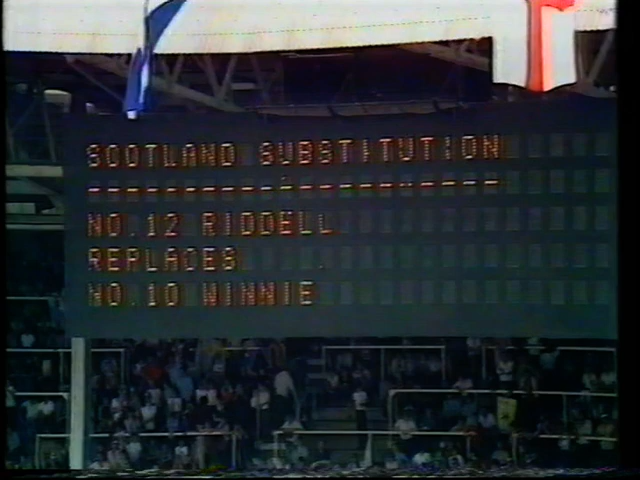 SCOTLAND SUBSTITUTION
---------------------
NO.12 RIDDELL
REPLACES
NO.10 WINNIE